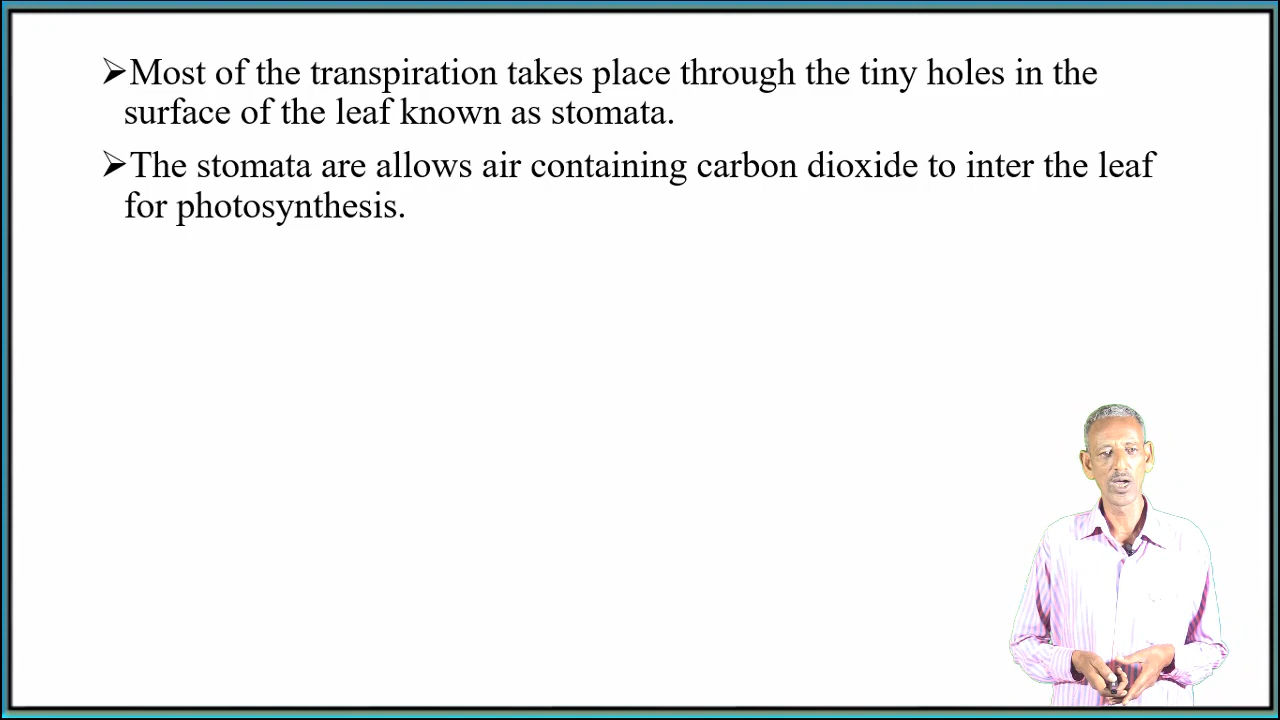 ➢Most of the transpiration takes place through the tiny holes in the
surface of the leaf known as stomata.
➢The stomata are allows air containing carbon dioxide to inter the leaf
for photosynthesis.